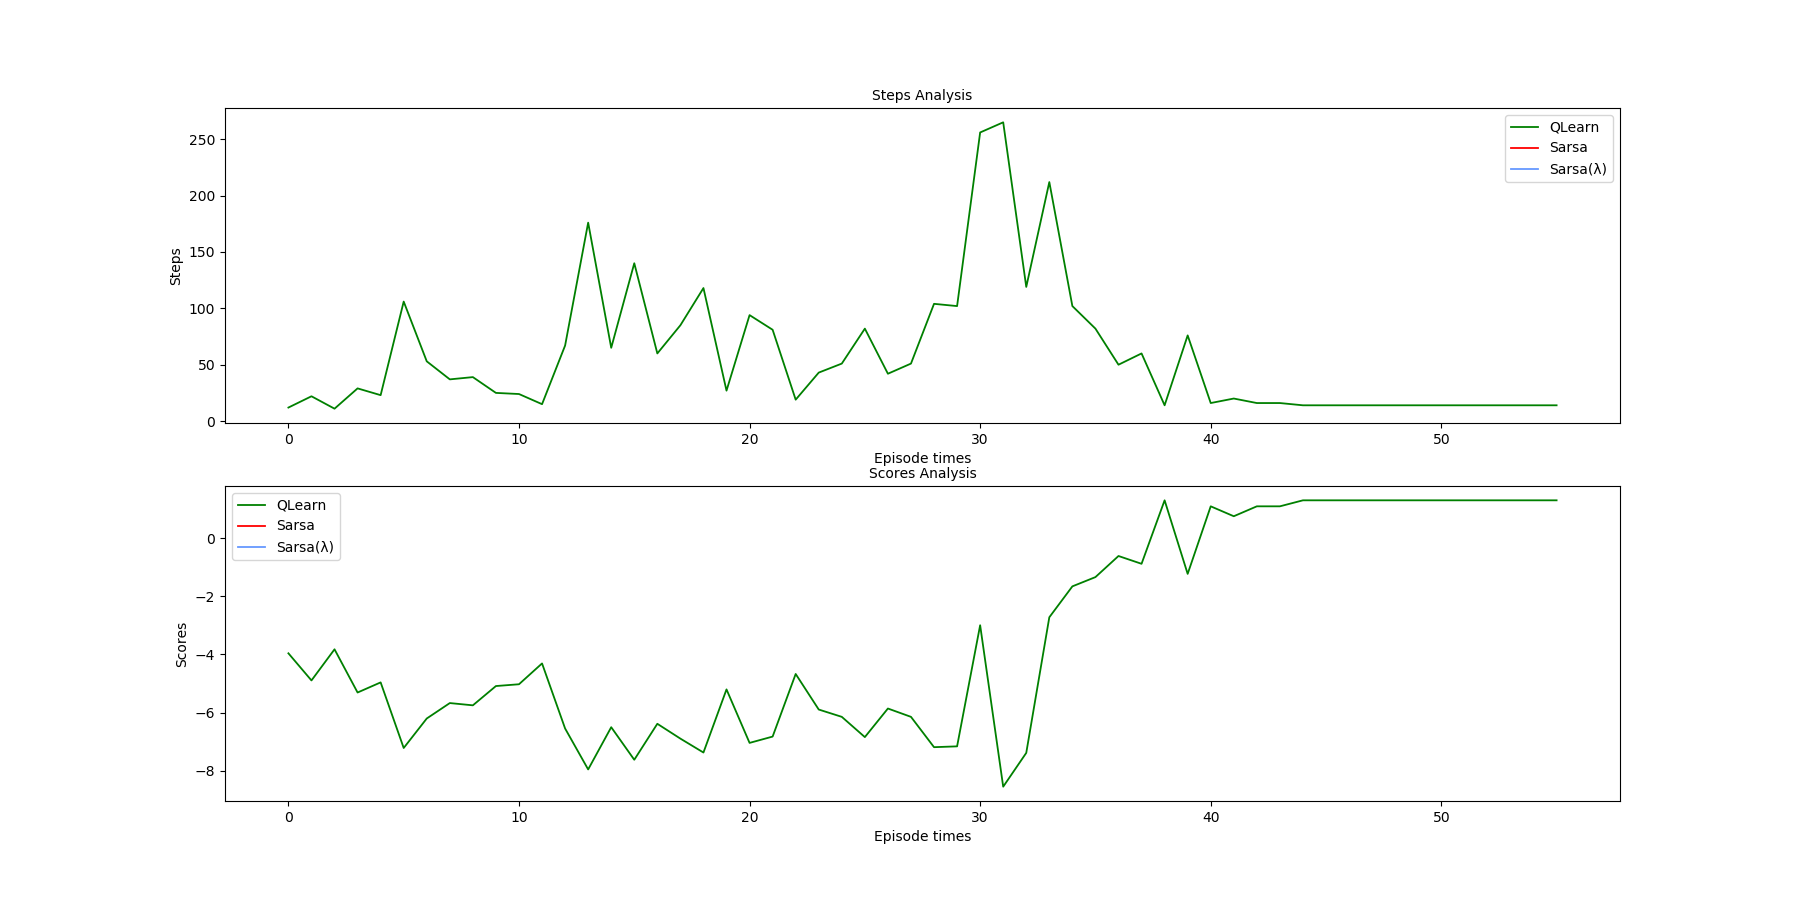 Steps Analysis
Steps
250
200
150
100
50
0
QLearn
Sarsa
Sarsa(λ)
0 10 20 30 40 50
Episode times
Scores Analysis
Scores
0
−2
−4
−6
−8
QLearn
Sarsa
Sarsa(λ)
0 10 20 30 40 50
Episode times